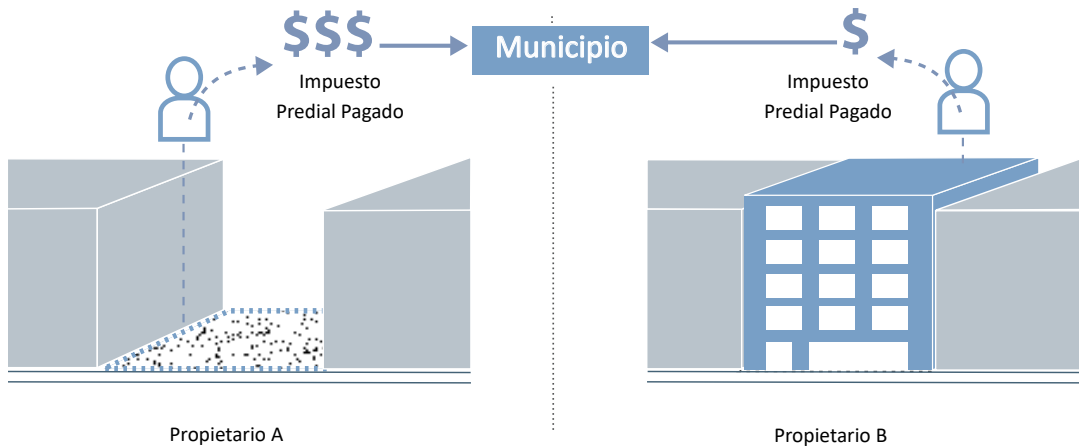 $$$
Municipio
$
Impuesto
Predial Pagado
Impuesto
Predial Pagado
Propietario A
Propietario B